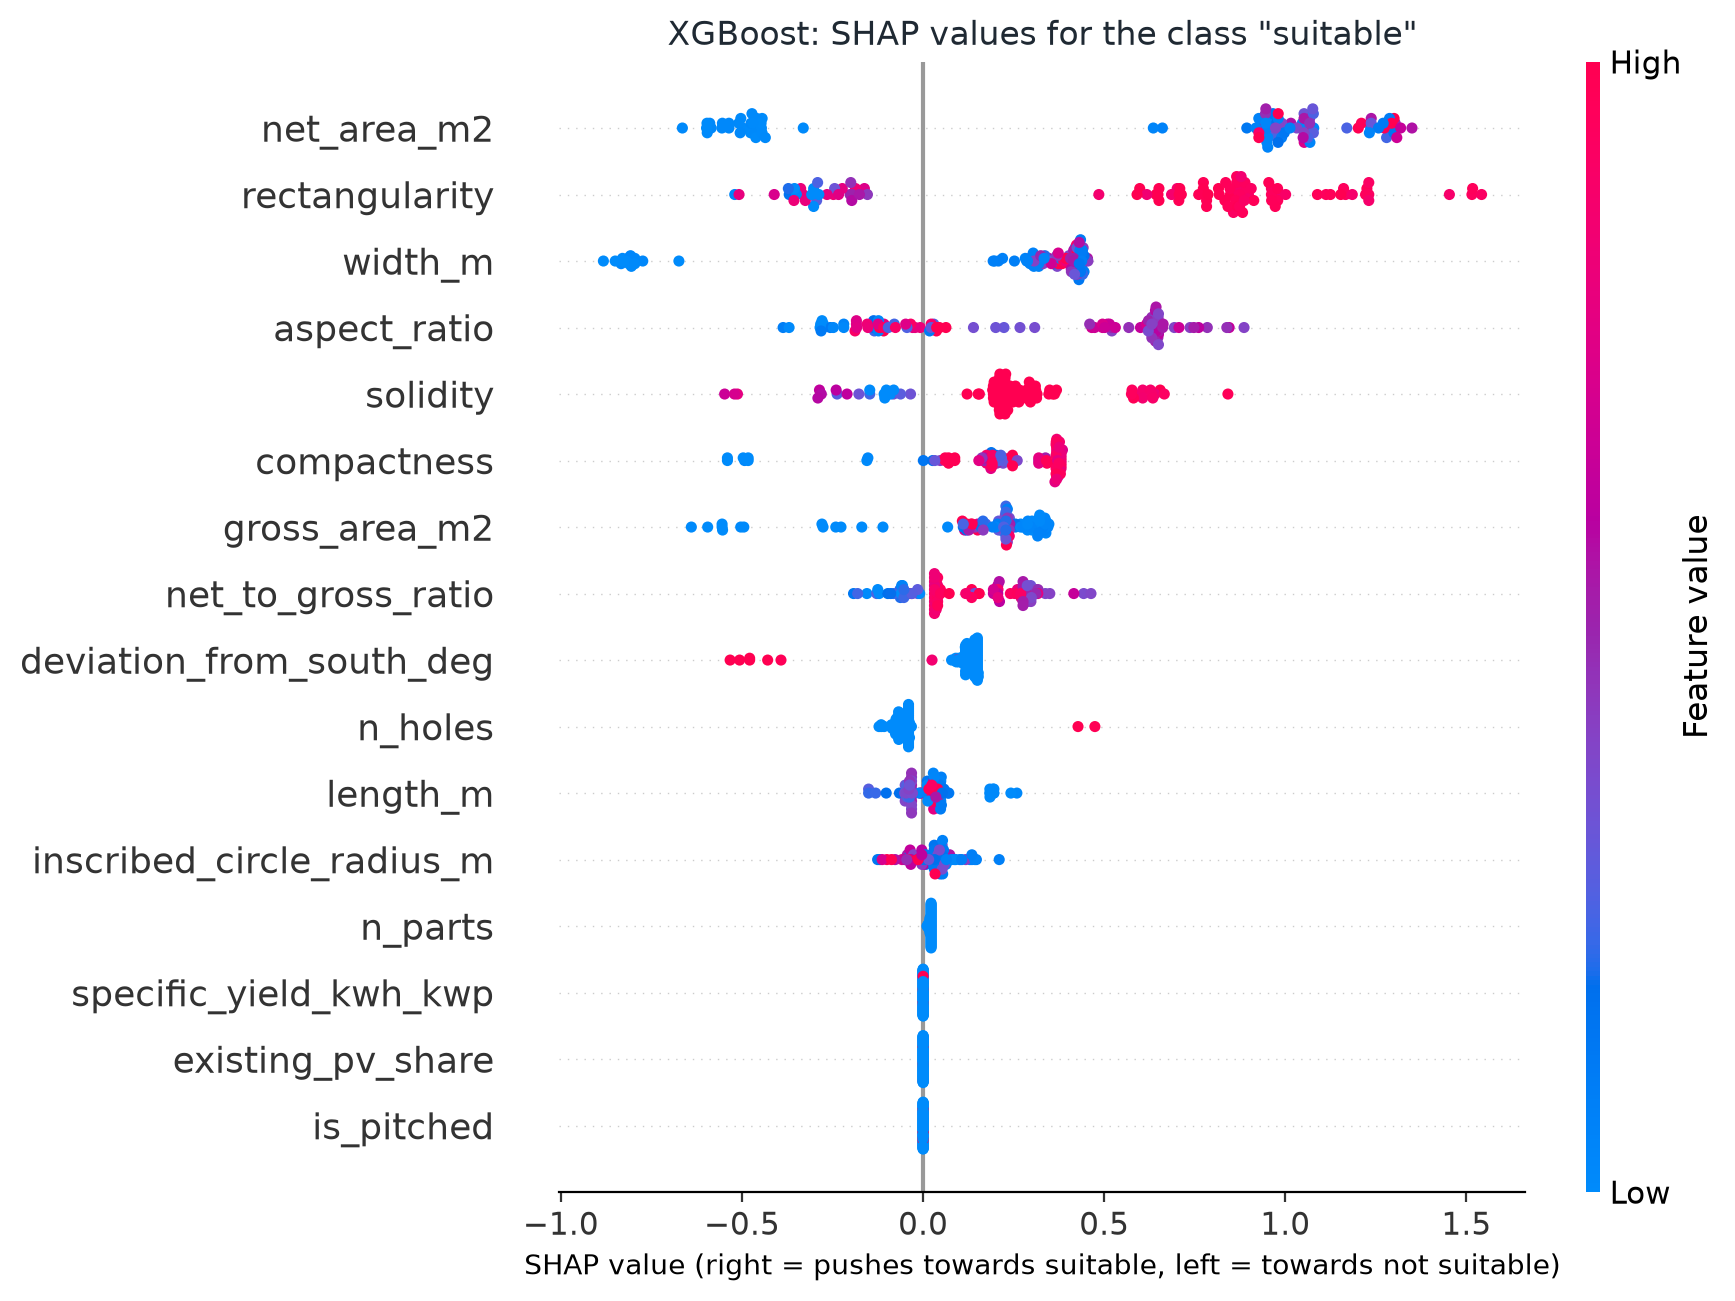 XGBoost: SHAP values for the class "suitable"
High
net_area_m2
rectangularity
width_m
aspect_ratio
solidity
compactness
gross_area_m2
net_to_gross_ratio
deviation_from_south_deg
n_holes
length_m
inscribed_circle_radius_m
n_parts
specific_yield_kwh_kwp
existing_pv_share
is_pitched
Feature value
Low
−1.0 −0.5 0.0 0.5 1.0 1.5
SHAP value (right = pushes towards suitable, left = towards not suitable)